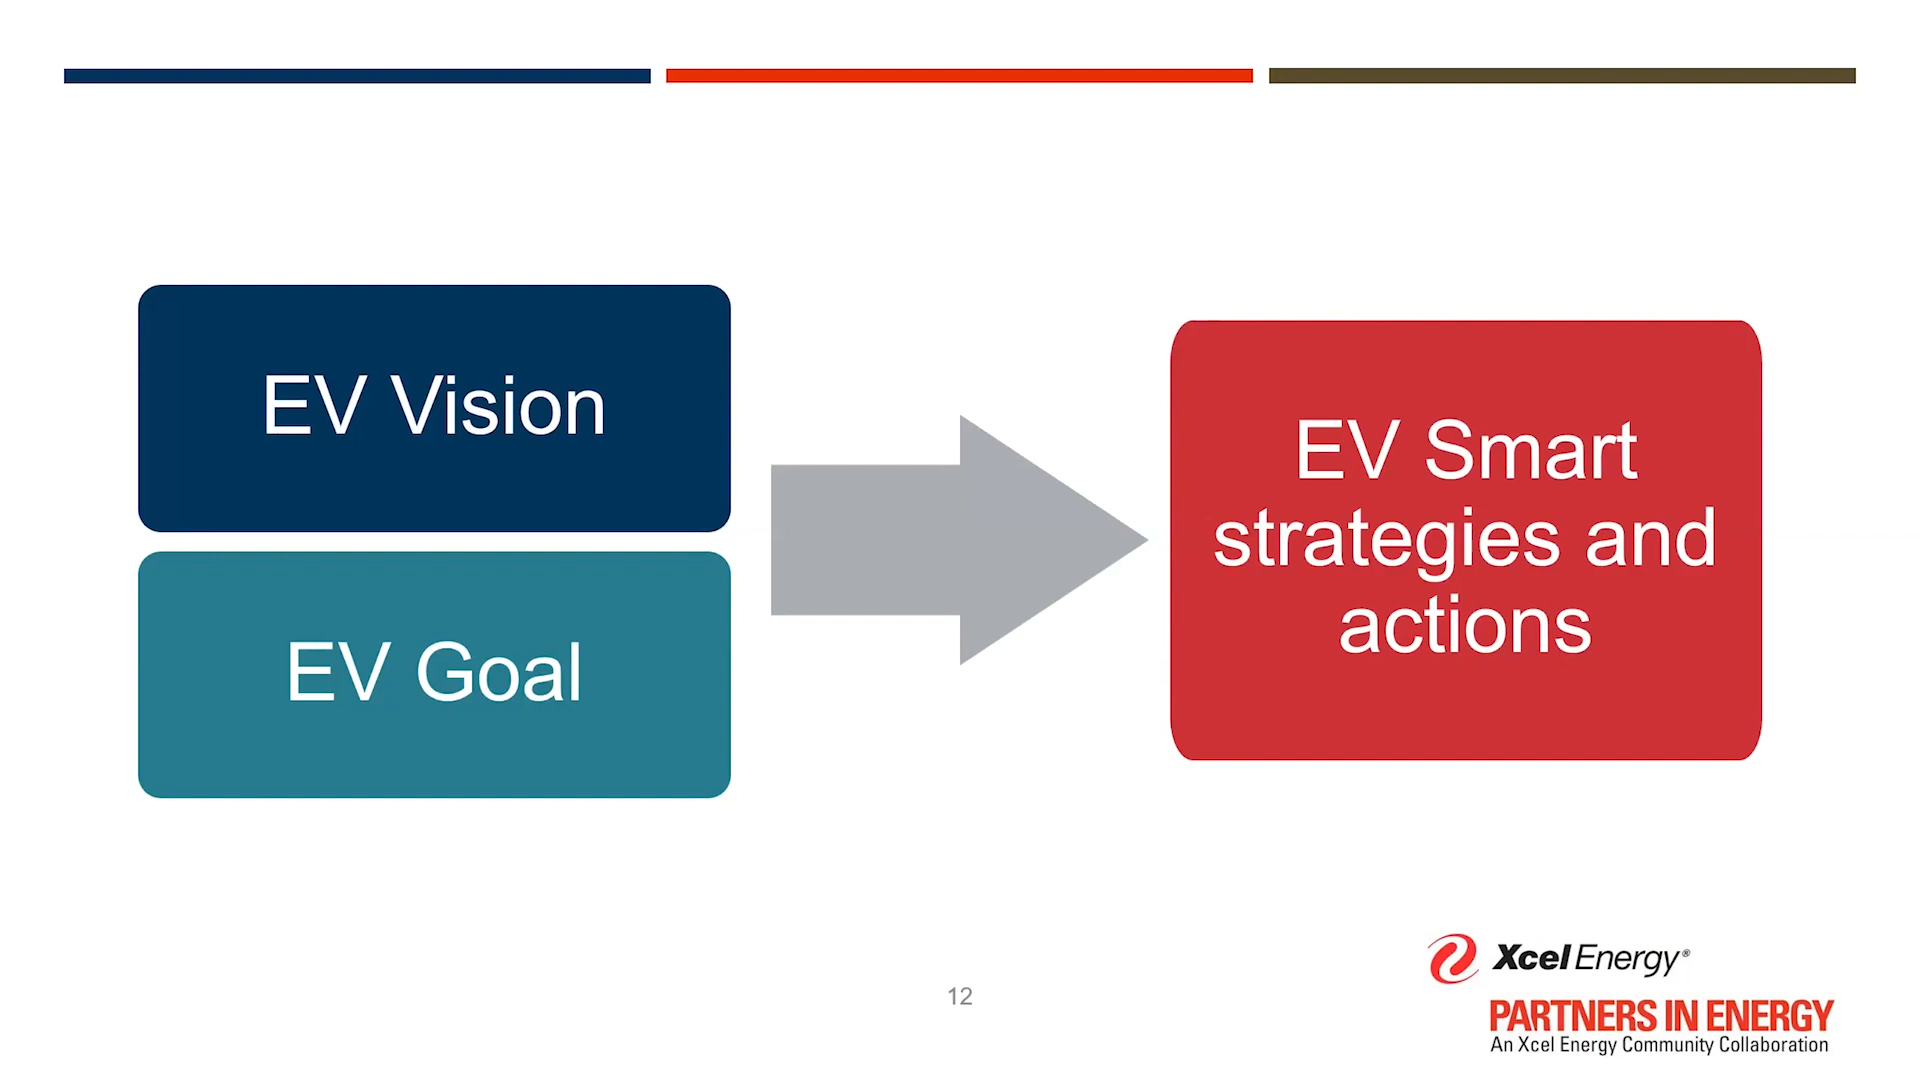 EV Vision
EV Goal
EV Smart
strategies and
actions
12
Xcel Energy®
PARTNERS IN ENERGY
An Xcel Energy Community Collaboration